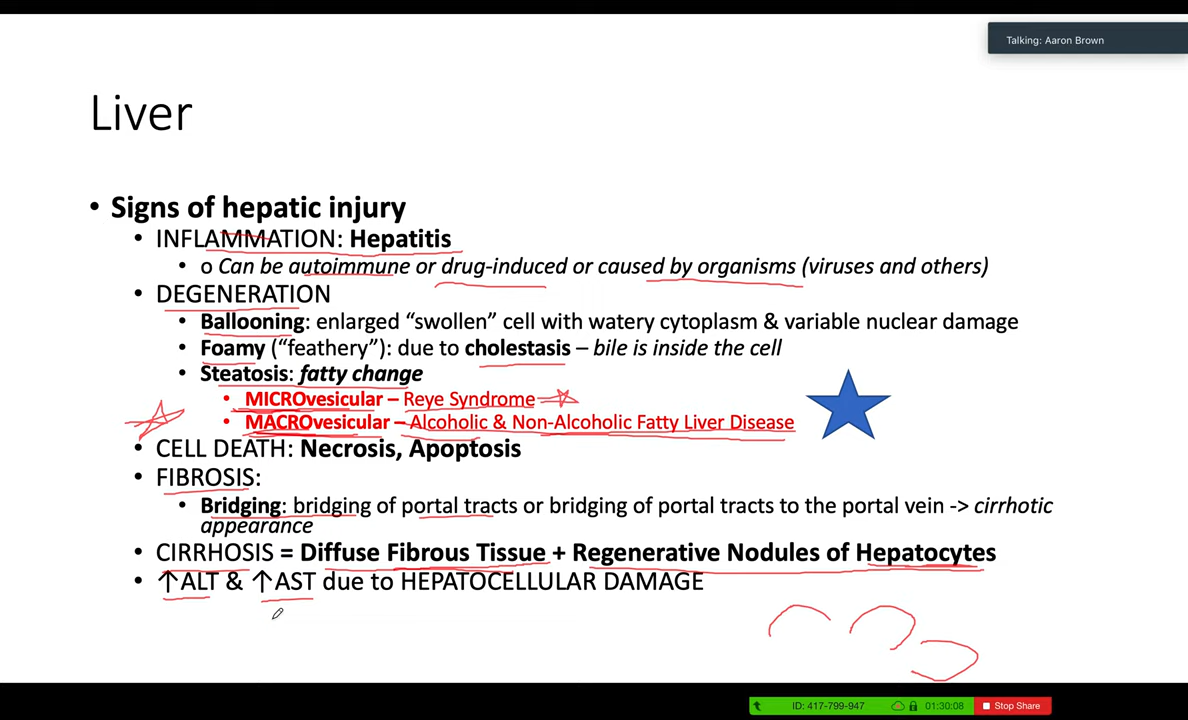 Talking: Aaron Brown
Liver
• Signs of hepatic injury
• INFLAMMATION: Hepatitis
• o Can be autoimmune or drug-induced or caused by organisms (viruses and others)
• DEGENERATION
• Ballooning: enlarged “swollen” cell with watery cytoplasm & variable nuclear damage
• Foamy (“feathery”): due to cholestasis – bile is inside the cell
• Steatosis: fatty change
• MICROvesicular – Reye Syndrome
• MACROvesicular – Alcoholic & Non-Alcoholic Fatty Liver Disease
• CELL DEATH: Necrosis, Apoptosis
• FIBROSIS:
• Bridging: bridging of portal tracts or bridging of portal tracts to the portal vein -> cirrhotic
appearance
• CIRRHOSIS = Diffuse Fibrous Tissue + Regenerative Nodules of Hepatocytes
• ↑ALT & ↑AST due to HEPATOCELLULAR DAMAGE
ID: 417-799-947 01:30:08 Stop Share